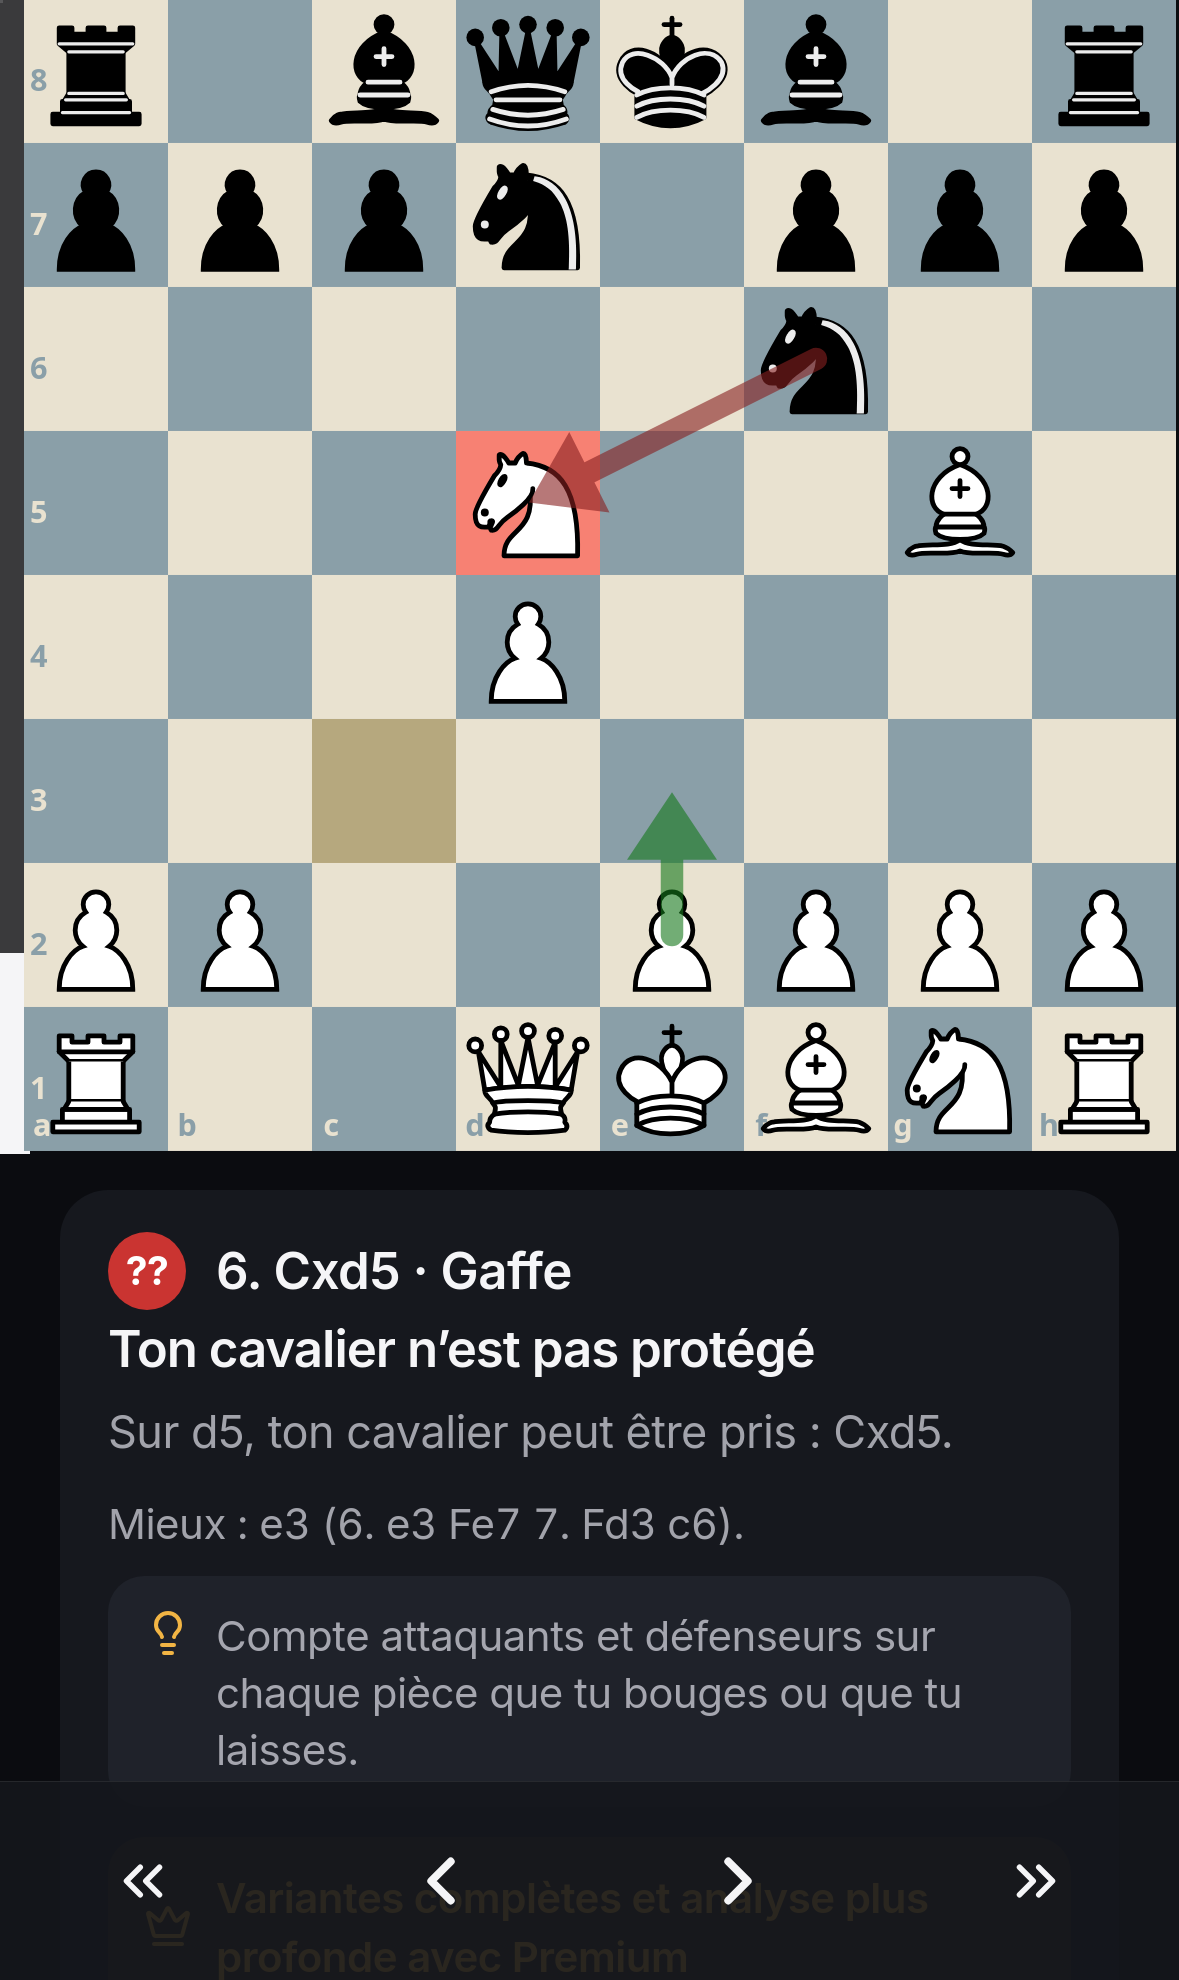 8
7
6
5
4
3
2
1
a b c d e f g h
?? 6. Cxd5 · Gaffe
Ton cavalier n’est pas protégé
Sur d5, ton cavalier peut être pris : Cxd5.
Mieux : e3 (6. e3 Fe7 7. Fd3 c6).
Compte attaquants et défenseurs sur
chaque pièce que tu bouges ou que tu
laisses.
Variantes complètes et analyse plus
profonde avec Premium